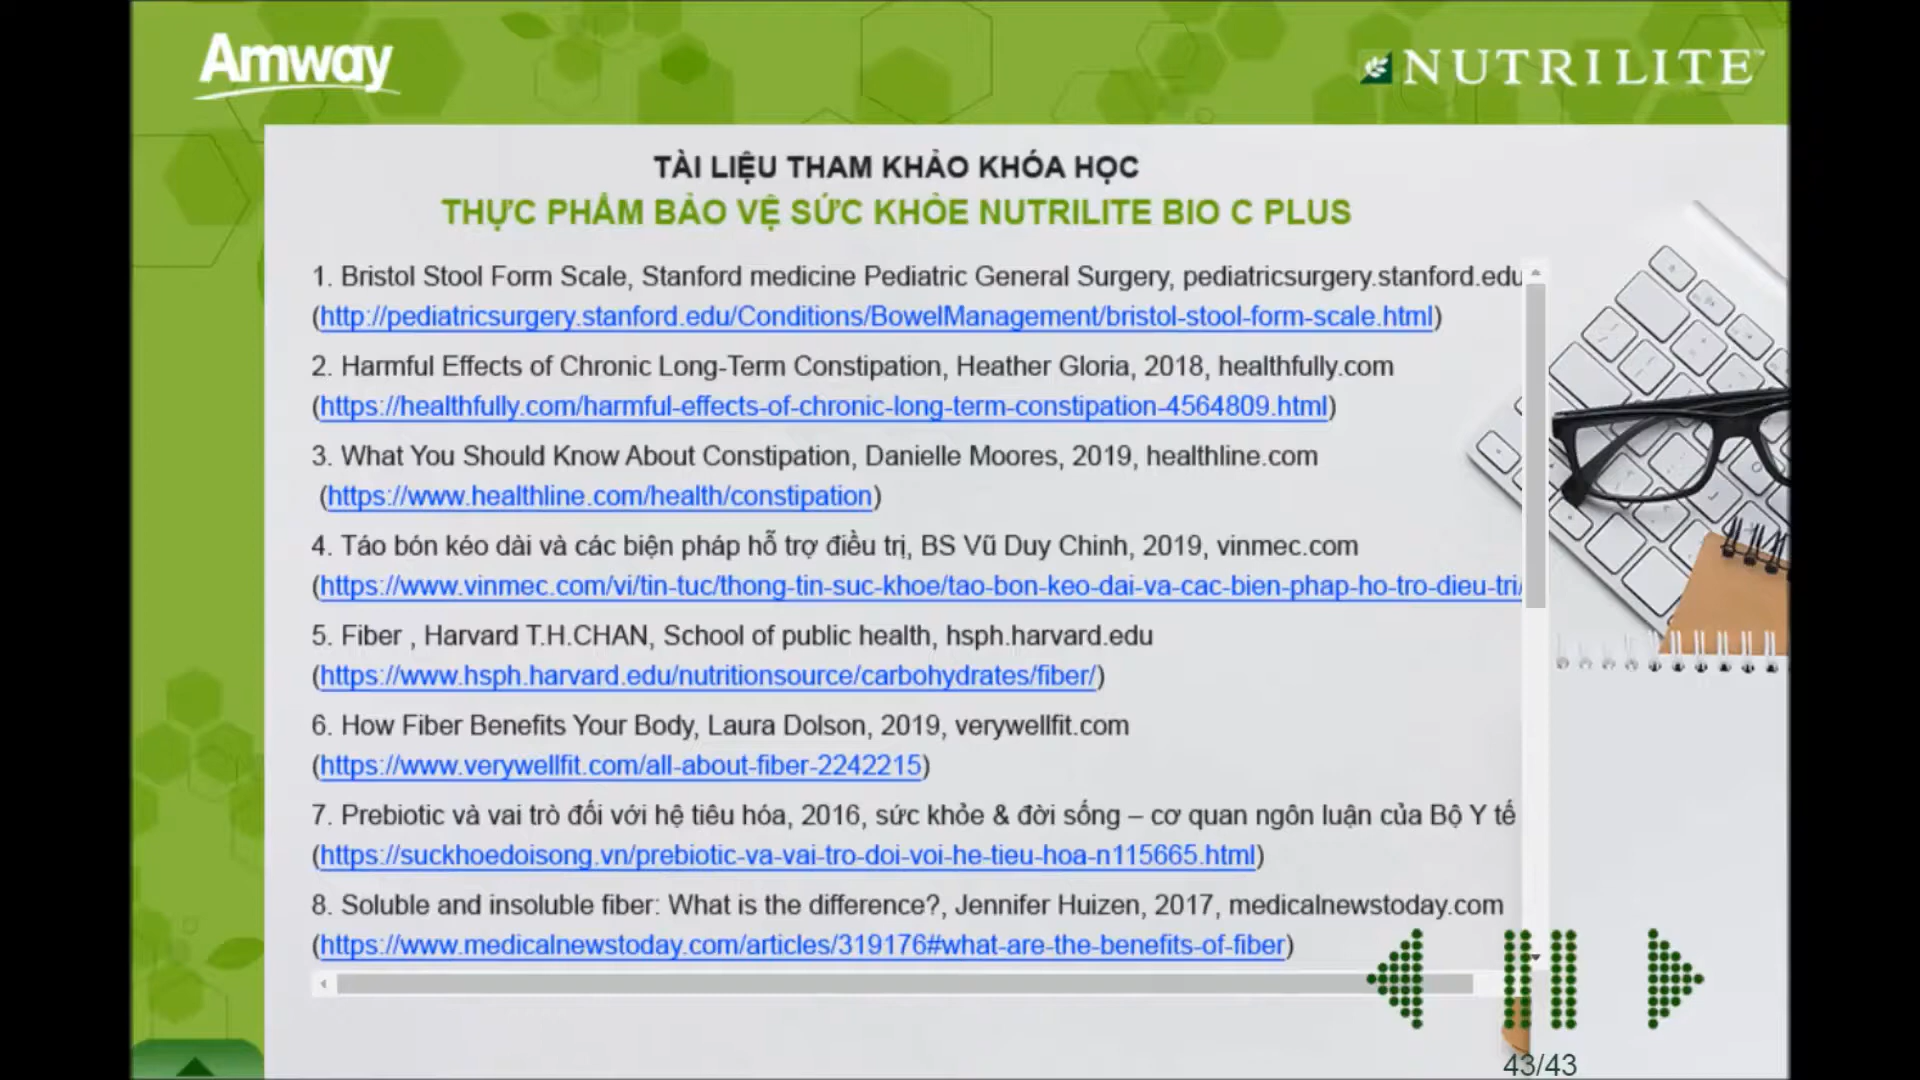 Amway
NUTRILITE™
TÀI LIỆU THAM KHẢO KHÓA HỌC
THỰC PHẨM BẢO VỆ SỨC KHỎE NUTRILITE BIO C PLUS
1. Bristol Stool Form Scale, Stanford medicine Pediatric General Surgery, pediatricsurgery.stanford.edu
(http://pediatricsurgery.stanford.edu/Conditions/BowelManagement/bristol-stool-form-scale.html)
2. Harmful Effects of Chronic Long-Term Constipation, Heather Gloria, 2018, healthfully.com
(https://healthfully.com/harmful-effects-of-chronic-long-term-constipation-4564809.html)
3. What You Should Know About Constipation, Danielle Moores, 2019, healthline.com
(https://www.healthline.com/health/constipation)
4. Táo bón kéo dài và các biện pháp hỗ trợ điều trị, BS Vũ Duy Chinh, 2019, vinmec.com
(https://www.vinmec.com/vi/tin-tuc/thong-tin-suc-khoe/tao-bon-keo-dai-va-cac-bien-phap-ho-tro-dieu-tri/
5. Fiber , Harvard T.H.CHAN, School of public health, hsph.harvard.edu
(https://www.hsph.harvard.edu/nutritionsource/carbohydrates/fiber/)
6. How Fiber Benefits Your Body, Laura Dolson, 2019, verywellfit.com
(https://www.verywellfit.com/all-about-fiber-2242215)
7. Prebiotic và vai trò đối với hệ tiêu hóa, 2016, sức khỏe & đời sống – cơ quan ngôn luận của Bộ Y tế
(https://suckhoedoisong.vn/prebiotic-va-vai-tro-doi-voi-he-tieu-hoa-n115665.html)
8. Soluble and insoluble fiber: What is the difference?, Jennifer Huizen, 2017, medicalnewstoday.com
(https://www.medicalnewstoday.com/articles/319176#what-are-the-benefits-of-fiber)
43/43